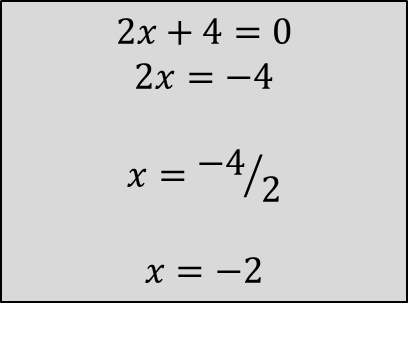 2x + 4 = 0
2x = −4
x = −4/2
x = −2